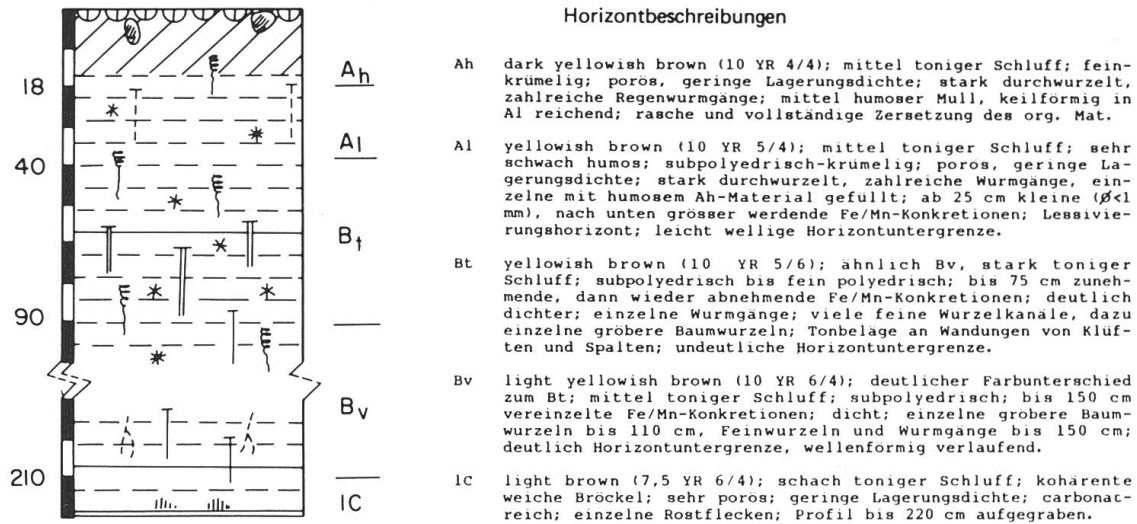 Horizontbeschreibungen
18
40
90
210
Ah
Al
Bt
Bv
IC
Ah dark yellowish brown (10 YR 4/4); mittel toniger Schluff; fein-
krümelig; porös, geringe Lagerungsdichte; stark durchwurzelt,
zahlreiche Regenwurmgänge; mittel humoser Mull, keilförmig in
Al reichend; rasche und vollständige Zersetzung des org. Mat.
Al yellowish brown (10 YR 5/4); mittel toniger Schluff; sehr
schwach humos; subpolyedrisch-krümelig; porös, geringe La-
gerungsdichte; stark durchwurzelt, zahlreiche Wurmgänge, ein-
zelne mit humosem Ah-Material gefüllt; ab 25 cm kleine (Ø<1
mm), nach unten grösser werdende Fe/Mn-Konkretionen; Lessivie-
rungshorizont; leicht wellige Horizontuntergrenze.
Bt yellowish brown (10 YR 5/6); ähnlich Bv, stark toniger
Schluff; subpolyedrisch bis fein polyedrisch; bis 75 cm zuneh-
mende, dann wieder abnehmende Fe/Mn-Konkretionen; deutlich
dichter; einzelne Wurmgänge; viele feine Wurzelkanäle, dazu
einzelne gröbere Baumwurzeln; Tonbeläge an Wandungen von Klüf-
ten und Spalten; undeutliche Horizontuntergrenze.
Bv light yellowish brown (10 YR 6/4); deutlicher Farbunterschied
zum Bt; mittel toniger Schluff; subpolyedrisch; bis 150 cm
vereinzelte Fe/Mn-Konkretionen; dicht; einzelne gröbere Baum-
wurzeln bis 110 cm, Feinwurzeln und Wurmgänge bis 150 cm;
deutlich Horizontuntergrenze, wellenförmig verlaufend.
IC light brown (7,5 YR 6/4); schach toniger Schluff; kohärente
weiche Bröckel; sehr porös; geringe Lagerungsdichte; carbonat-
reich; einzelne Rostflecken; Profil bis 220 cm aufgegraben.